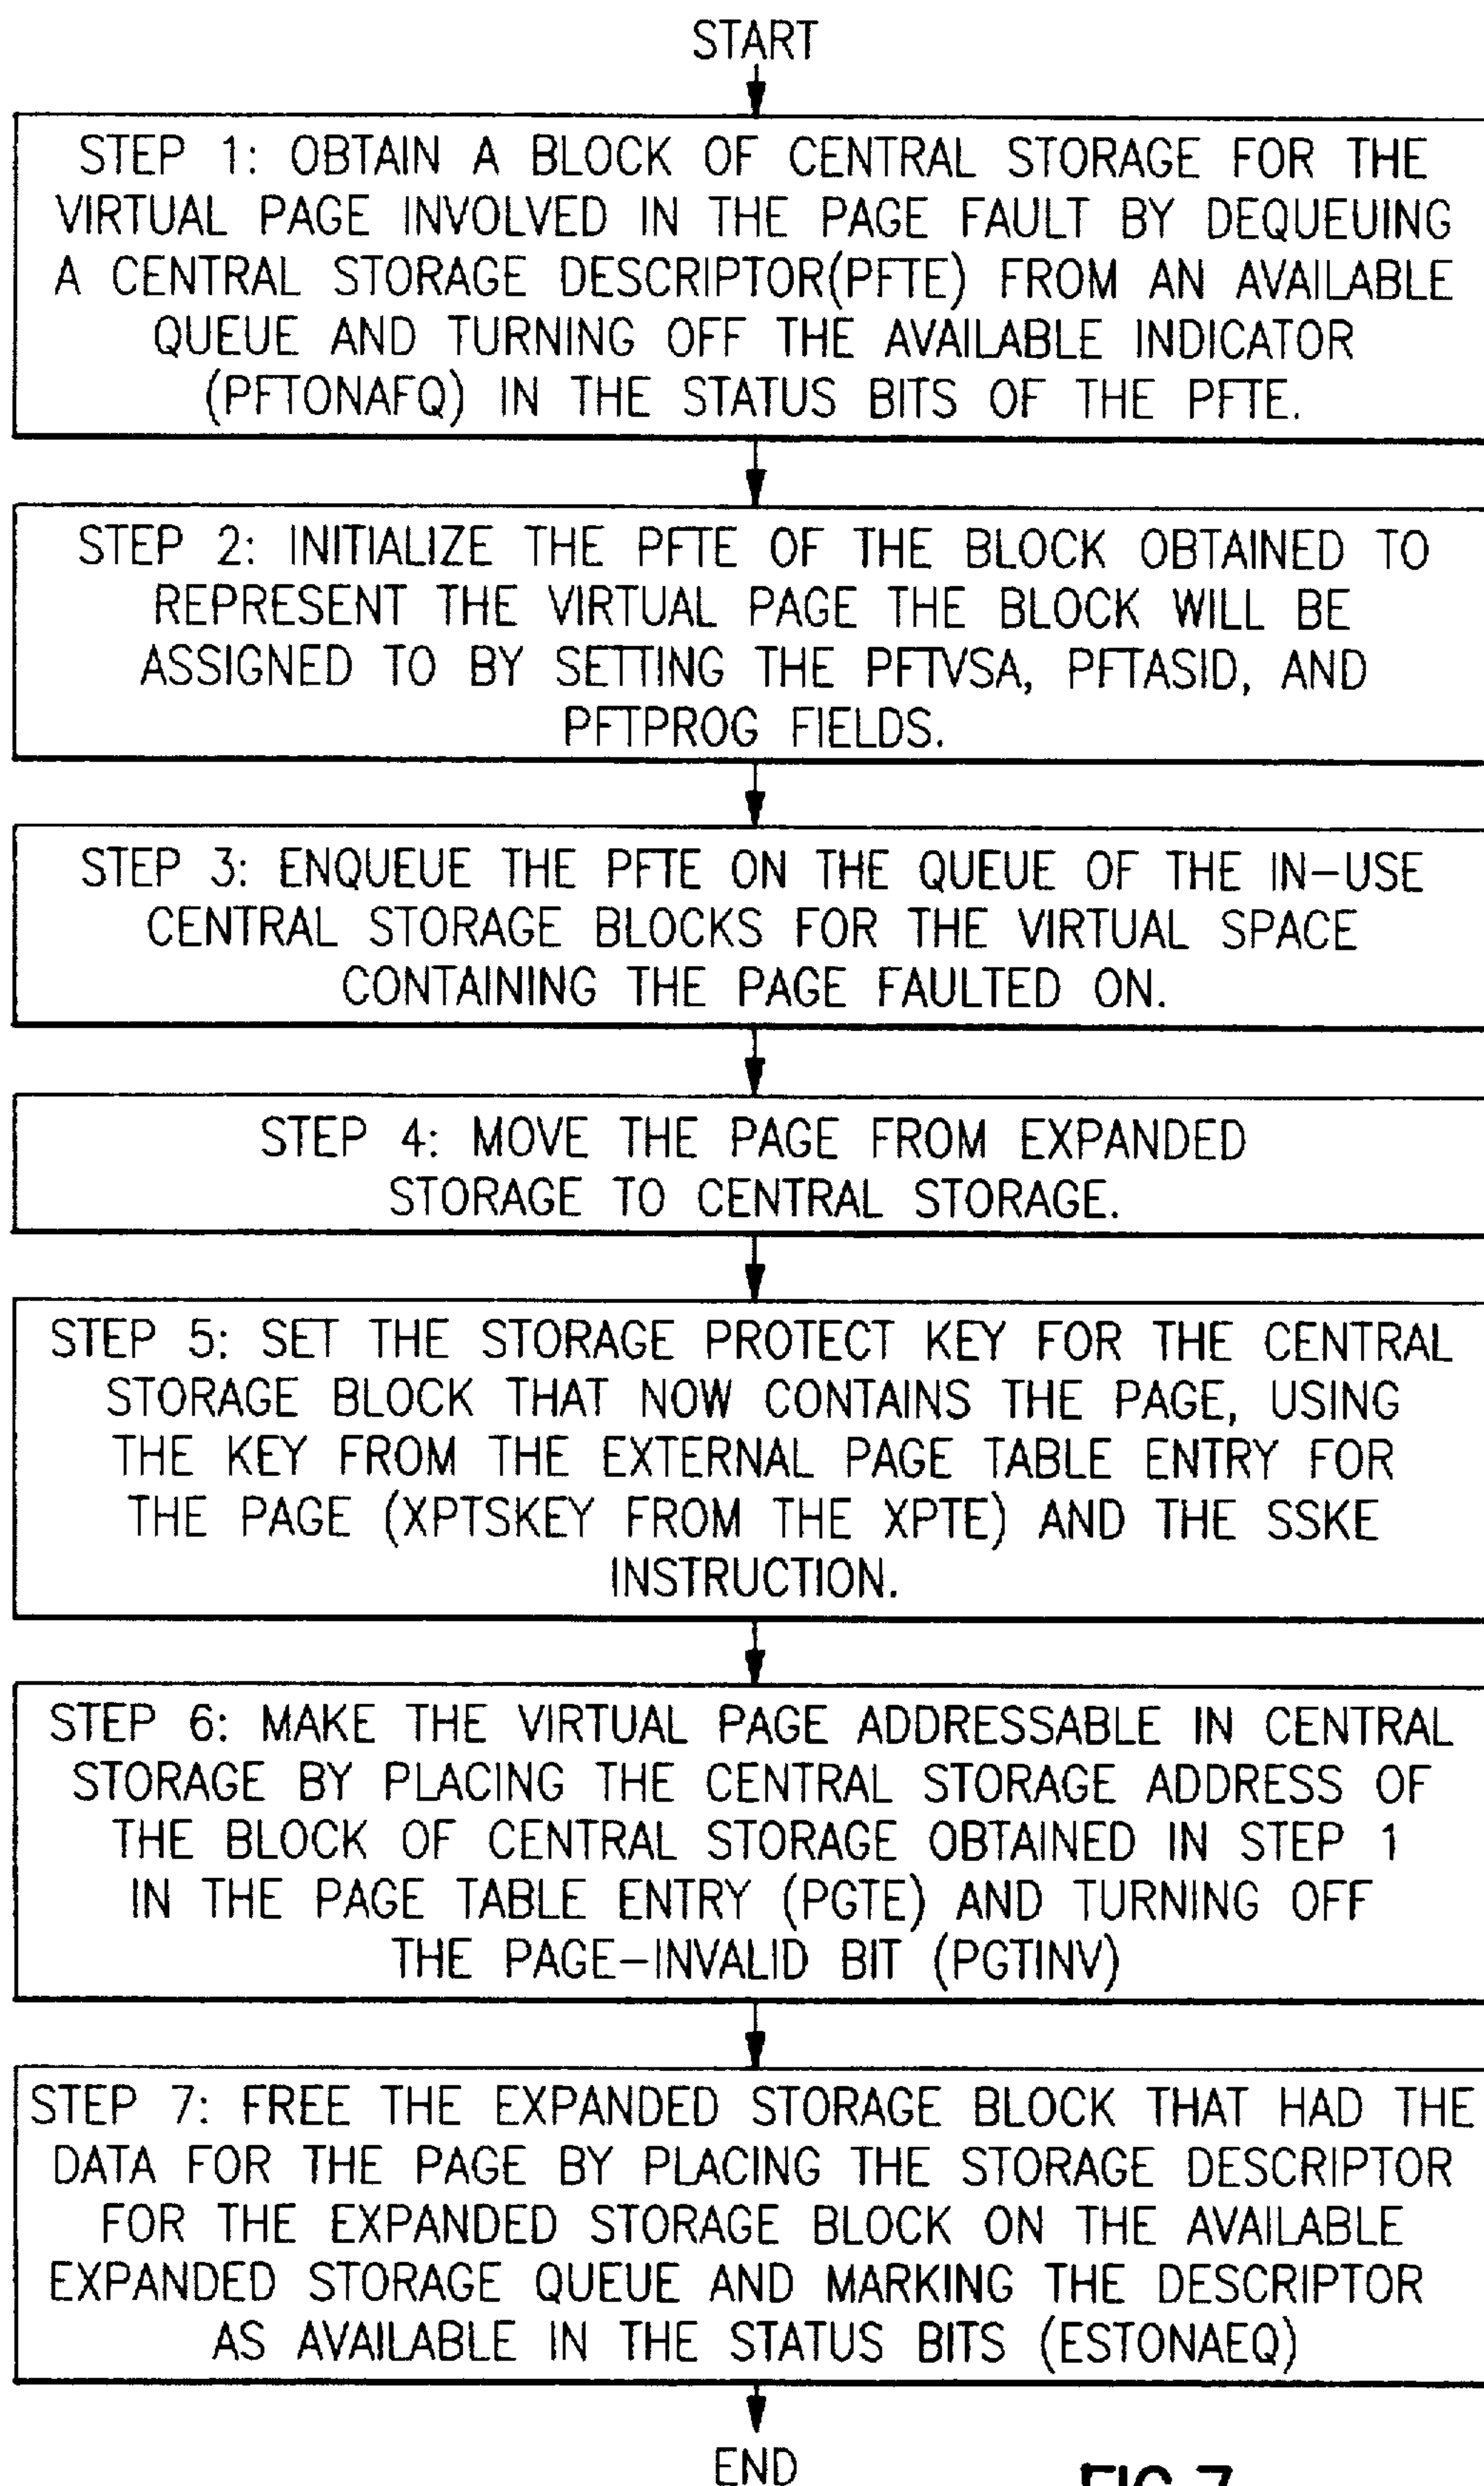 START
STEP 1: OBTAIN A BLOCK OF CENTRAL STORAGE FOR THE
VIRTUAL PAGE INVOLVED IN THE PAGE FAULT BY DEQUEUING
A CENTRAL STORAGE DESCRIPTOR(PFTE) FROM AN AVAILABLE
QUEUE AND TURNING OFF THE AVAILABLE INDICATOR
(PFTONAFQ) IN THE STATUS BITS OF THE PFTE.
STEP 2: INITIALIZE THE PFTE OF THE BLOCK OBTAINED TO
REPRESENT THE VIRTUAL PAGE THE BLOCK WILL BE
ASSIGNED TO BY SETTING THE PFTVSA, PFTASID, AND
PFTPROG FIELDS.
STEP 3: ENQUEUE THE PFTE ON THE QUEUE OF THE IN-USE
CENTRAL STORAGE BLOCKS FOR THE VIRTUAL SPACE
CONTAINING THE PAGE FAULTED ON.
STEP 4: MOVE THE PAGE FROM EXPANDED
STORAGE TO CENTRAL STORAGE.
STEP 5: SET THE STORAGE PROTECT KEY FOR THE CENTRAL
STORAGE BLOCK THAT NOW CONTAINS THE PAGE, USING
THE KEY FROM THE EXTERNAL PAGE TABLE ENTRY FOR
THE PAGE (XPTSKEY FROM THE XPTE) AND THE SSKE
INSTRUCTION.
STEP 6: MAKE THE VIRTUAL PAGE ADDRESSABLE IN CENTRAL
STORAGE BY PLACING THE CENTRAL STORAGE ADDRESS OF
THE BLOCK OF CENTRAL STORAGE OBTAINED IN STEP 1
IN THE PAGE TABLE ENTRY (PGTE) AND TURNING OFF
THE PAGE-INVALID BIT (PGTINV)
STEP 7: FREE THE EXPANDED STORAGE BLOCK THAT HAD THE
DATA FOR THE PAGE BY PLACING THE STORAGE DESCRIPTOR
FOR THE EXPANDED STORAGE BLOCK ON THE AVAILABLE
EXPANDED STORAGE QUEUE AND MARKING THE DESCRIPTOR
AS AVAILABLE IN THE STATUS BITS (ESTONAEQ)
END
FIG.7